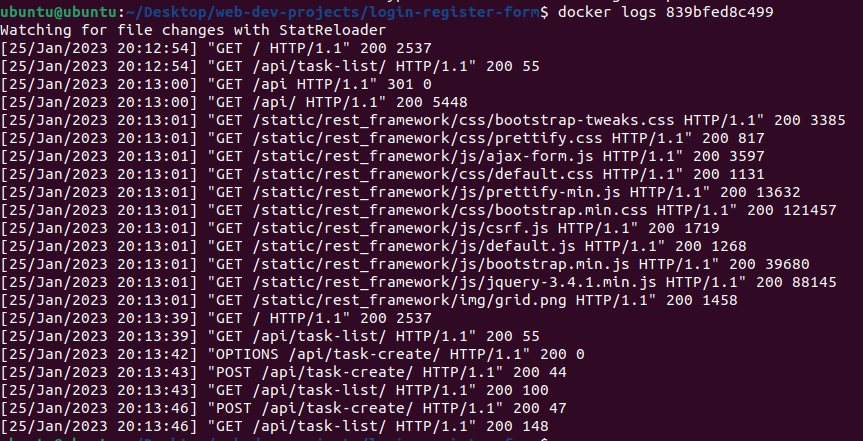 ubuntu@ubuntu:~/Desktop/web-dev-projects/login-register-form$ docker logs 839bfed8c499
Watching for file changes with StatReloader
[25/Jan/2023 20:12:54] "GET / HTTP/1.1" 200 2537
[25/Jan/2023 20:12:54] "GET /api/task-list/ HTTP/1.1" 200 55
[25/Jan/2023 20:13:00] "GET /api HTTP/1.1" 301 0
[25/Jan/2023 20:13:00] "GET /api/ HTTP/1.1" 200 5448
[25/Jan/2023 20:13:01] "GET /static/rest_framework/css/bootstrap-tweaks.css HTTP/1.1" 200 3385
[25/Jan/2023 20:13:01] "GET /static/rest_framework/css/prettify.css HTTP/1.1" 200 817
[25/Jan/2023 20:13:01] "GET /static/rest_framework/js/ajax-form.js HTTP/1.1" 200 3597
[25/Jan/2023 20:13:01] "GET /static/rest_framework/css/default.css HTTP/1.1" 200 1131
[25/Jan/2023 20:13:01] "GET /static/rest_framework/js/prettify-min.js HTTP/1.1" 200 13632
[25/Jan/2023 20:13:01] "GET /static/rest_framework/css/bootstrap.min.css HTTP/1.1" 200 121457
[25/Jan/2023 20:13:01] "GET /static/rest_framework/js/csrf.js HTTP/1.1" 200 1719
[25/Jan/2023 20:13:01] "GET /static/rest_framework/js/default.js HTTP/1.1" 200 1268
[25/Jan/2023 20:13:01] "GET /static/rest_framework/js/bootstrap.min.js HTTP/1.1" 200 39680
[25/Jan/2023 20:13:01] "GET /static/rest_framework/js/jquery-3.4.1.min.js HTTP/1.1" 200 88145
[25/Jan/2023 20:13:01] "GET /static/rest_framework/img/grid.png HTTP/1.1" 200 1458
[25/Jan/2023 20:13:39] "GET / HTTP/1.1" 200 2537
[25/Jan/2023 20:13:39] "GET /api/task-list/ HTTP/1.1" 200 55
[25/Jan/2023 20:13:42] "OPTIONS /api/task-create/ HTTP/1.1" 200 0
[25/Jan/2023 20:13:43] "POST /api/task-create/ HTTP/1.1" 200 44
[25/Jan/2023 20:13:43] "GET /api/task-list/ HTTP/1.1" 200 100
[25/Jan/2023 20:13:46] "POST /api/task-create/ HTTP/1.1" 200 47
[25/Jan/2023 20:13:46] "GET /api/task-list/ HTTP/1.1" 200 148